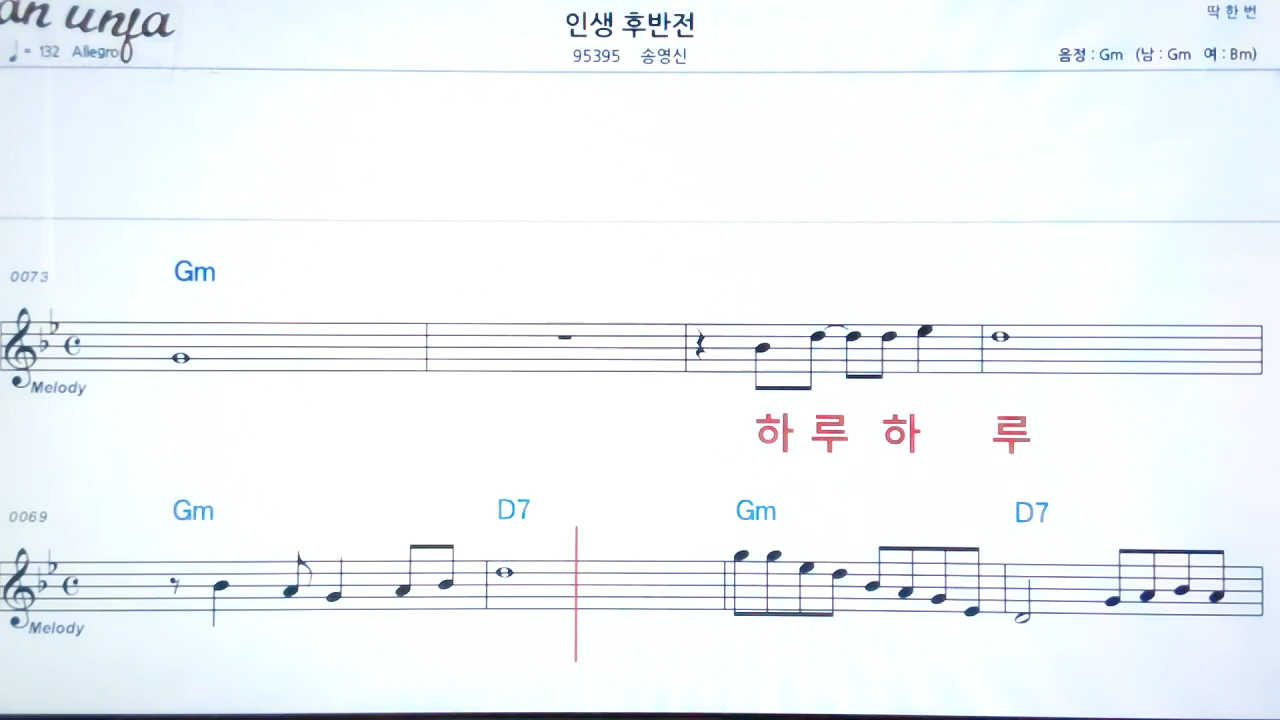 an unfa
인생 후반전
딱 한 번
♩ = 132 Allegro
95395 송영신
음정 : Gm (남 : Gm 여 : Bm)
0073 Gm
Melody
하 루 하 루
0069 Gm D7 Gm D7
Melody